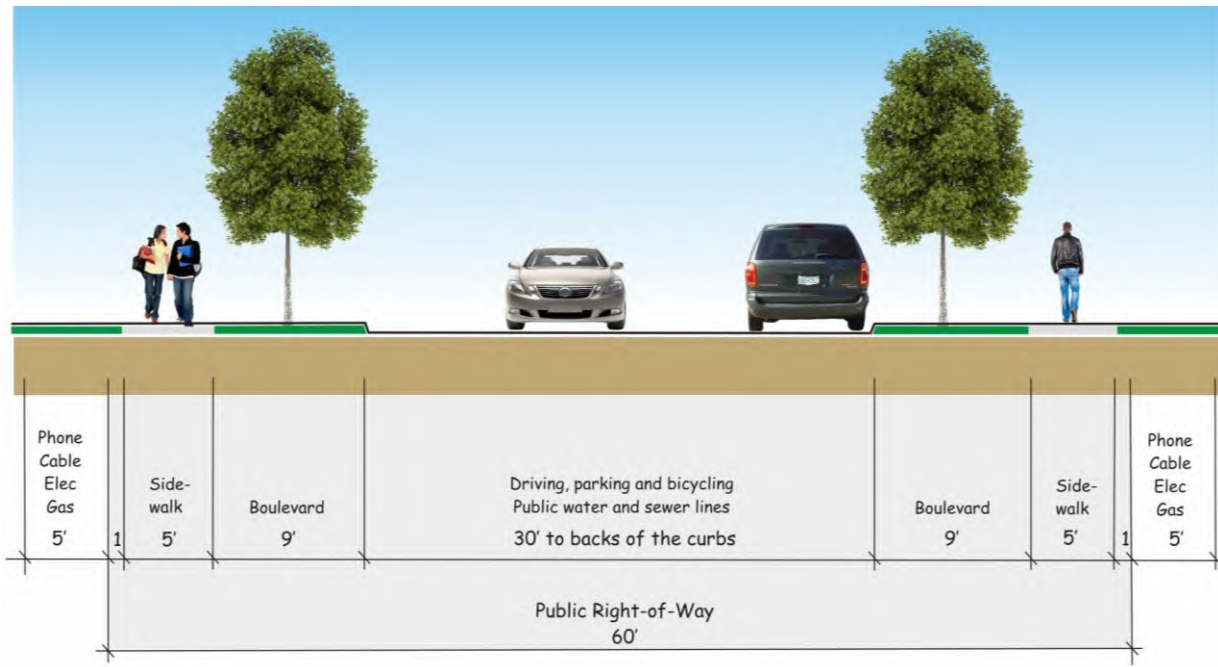 Phone
Cable
Elec
Gas
5'
1
Side-
walk
5'
Boulevard
9'
Driving, parking and bicycling
Public water and sewer lines
30' to backs of the curbs
Boulevard
9'
Side-
walk
5'
1
Phone
Cable
Elec
Gas
5'
Public Right-of-Way
60'